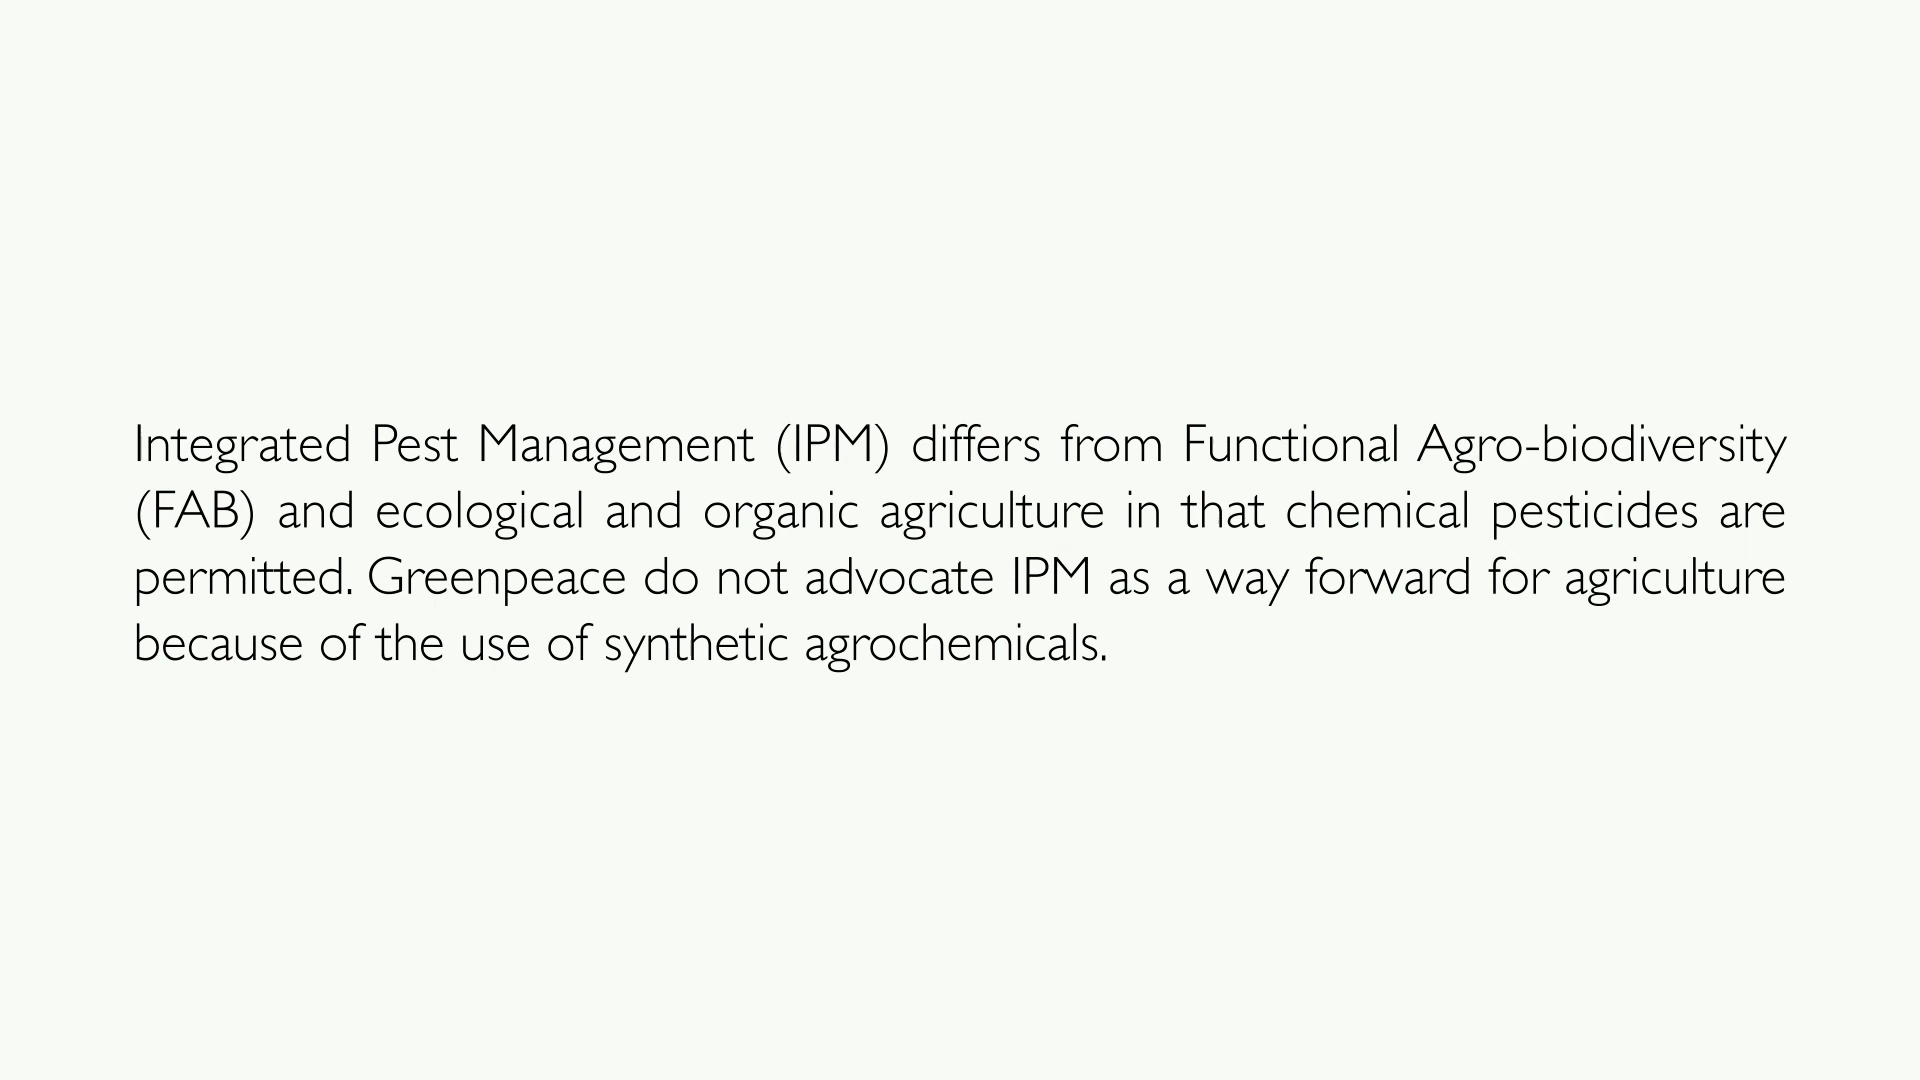 Integrated Pest Management (IPM) differs from Functional Agro-biodiversity
(FAB) and ecological and organic agriculture in that chemical pesticides are
permitted. Greenpeace do not advocate IPM as a way forward for agriculture
because of the use of synthetic agrochemicals.